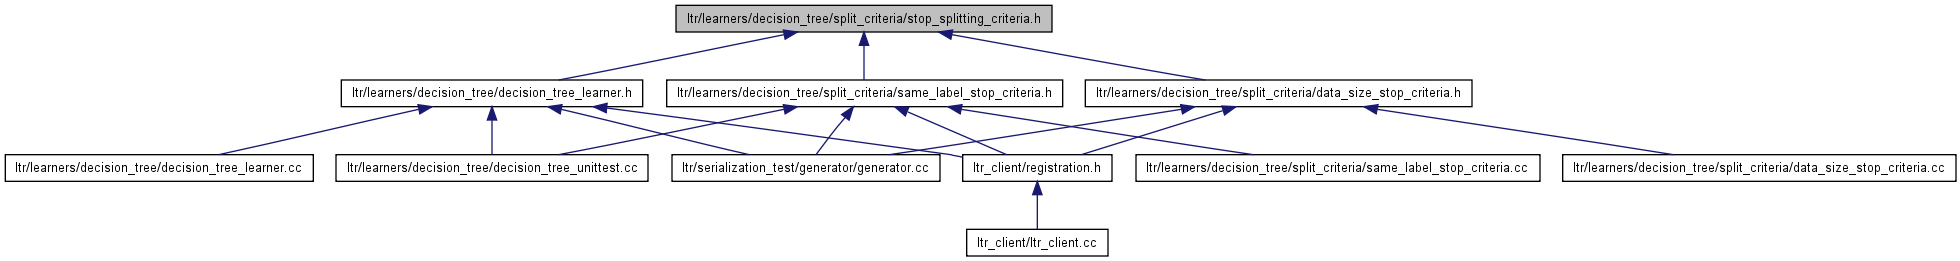 ltr/learners/decision_tree/split_criteria/stop_splitting_criteria.h
ltr/learners/decision_tree/decision_tree_learner.h
ltr/learners/decision_tree/split_criteria/same_label_stop_criteria.h
ltr/learners/decision_tree/split_criteria/data_size_stop_criteria.h
ltr/learners/decision_tree/decision_tree_learner.cc
ltr/learners/decision_tree/decision_tree_unittest.cc
ltr/serialization_test/generator/generator.cc
ltr_client/registration.h
ltr/learners/decision_tree/split_criteria/same_label_stop_criteria.cc
ltr/learners/decision_tree/split_criteria/data_size_stop_criteria.cc
ltr_client/ltr_client.cc